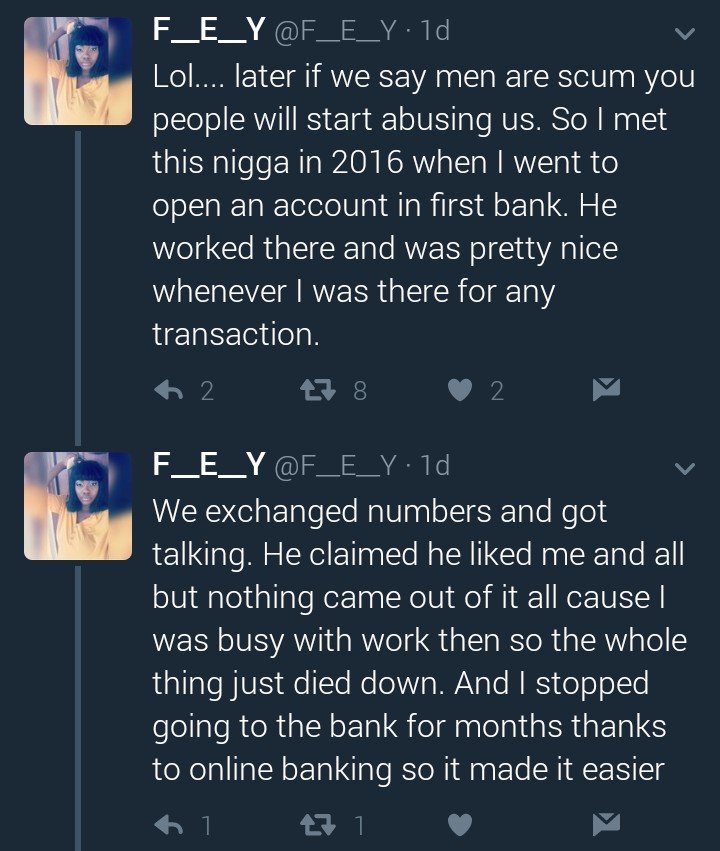 F__E__Y @F__E__Y · 1d
Lol.... later if we say men are scum you
people will start abusing us. So I met
this nigga in 2016 when I went to
open an account in first bank. He
worked there and was pretty nice
whenever I was there for any
transaction.
2 8 2
F__E__Y @F__E__Y · 1d
We exchanged numbers and got
talking. He claimed he liked me and all
but nothing came out of it all cause I
was busy with work then so the whole
thing just died down. And I stopped
going to the bank for months thanks
to online banking so it made it easier
1 1